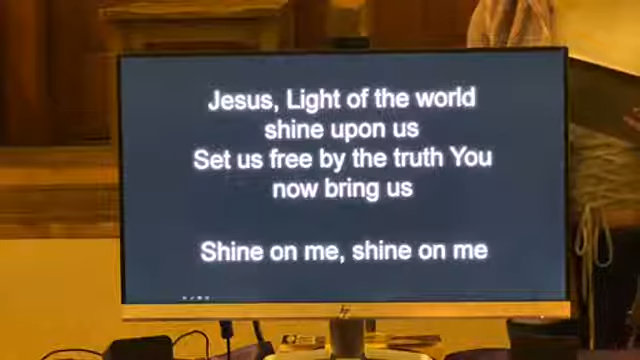 Jesus, Light of the world
shine upon us
Set us free by the truth You
now bring us
Shine on me, shine on me
hp